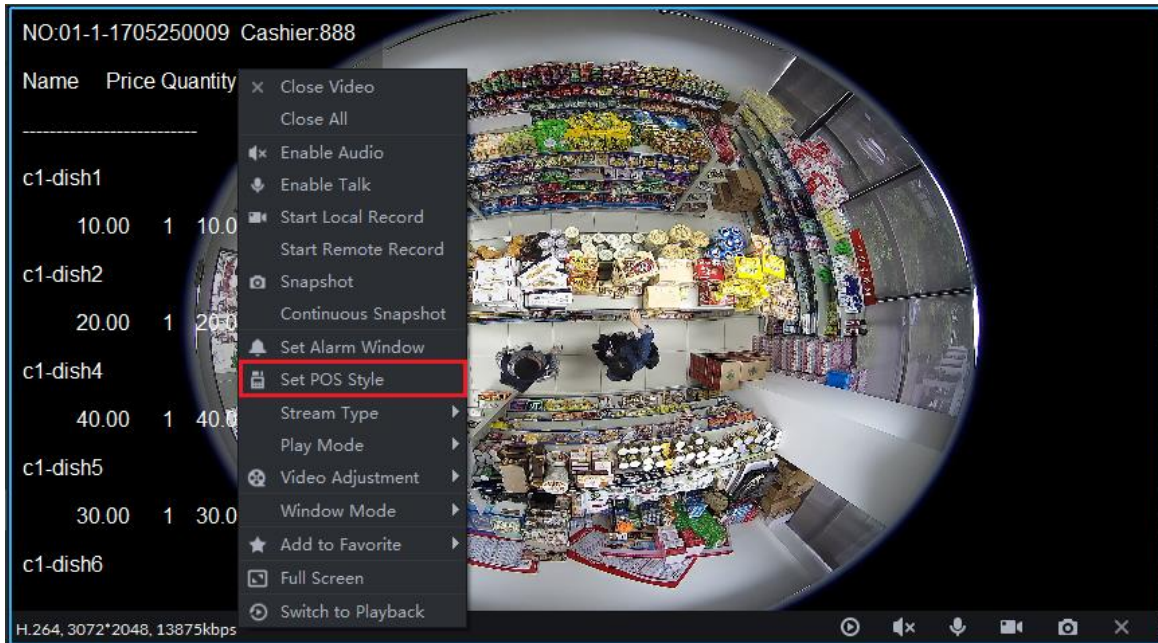 NO:01-1-1705250009 Cashier:888
Name Price Quantity
---------------------------
c1-dish1
10.00 1 10.0
c1-dish2
20.00 1 20.0
c1-dish4
40.00 1 40.0
c1-dish5
30.00 1 30.0
c1-dish6
Close Video
Close All
Enable Audio
Enable Talk
Start Local Record
Start Remote Record
Snapshot
Continuous Snapshot
Set Alarm Window
Set POS Style
Stream Type
Play Mode
Video Adjustment
Window Mode
Add to Favorite
Full Screen
Switch to Playback
H.264, 3072*2048, 13875kbps